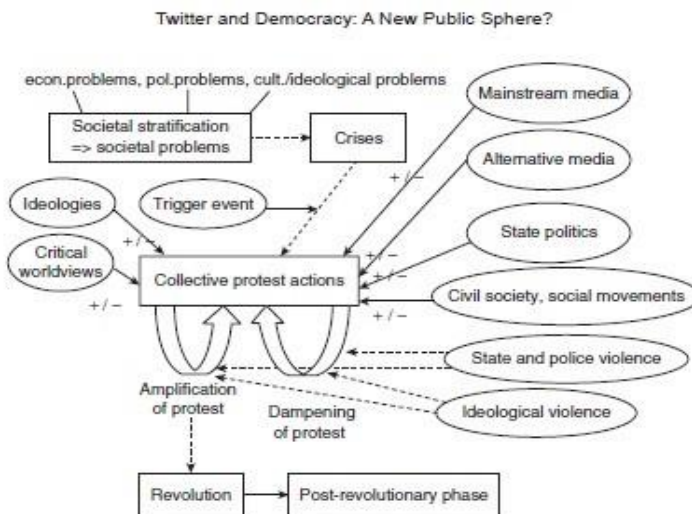 Twitter and Democracy: A New Public Sphere?
econ.problems, pol.problems, cult./ideological problems
Mainstream media
Societal stratification
=> societal problems
Crises
Alternative media
+/−
Ideologies
Trigger event
State politics
+/−
Critical
worldviews
+/−
+/−
Collective protest actions
Civil society, social movements
+/−
+/−
State and police violence
Amplification
of protest
Dampening
of protest
Ideological violence
Revolution
Post-revolutionary phase